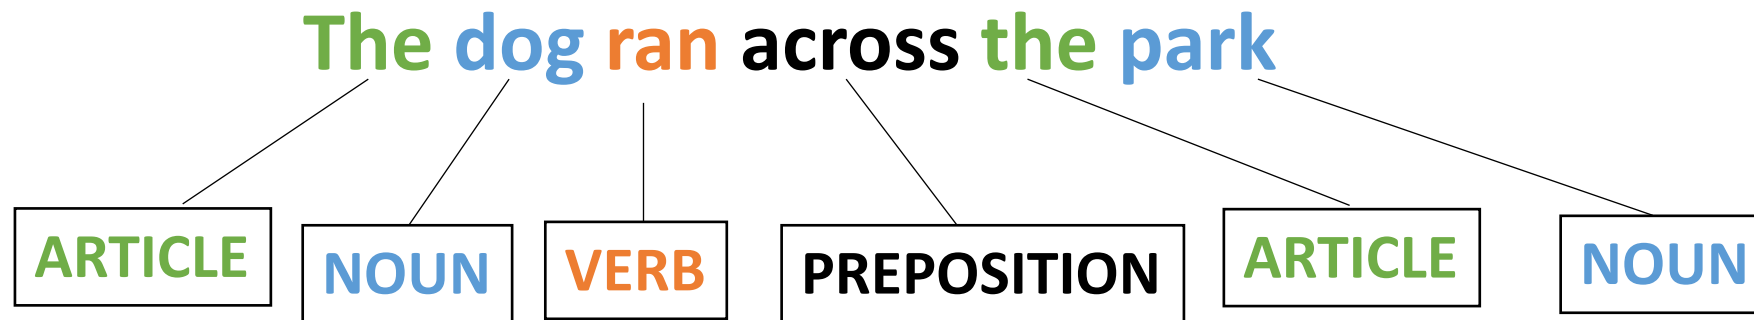 The dog ran across the park
ARTICLE NOUN VERB PREPOSITION ARTICLE NOUN